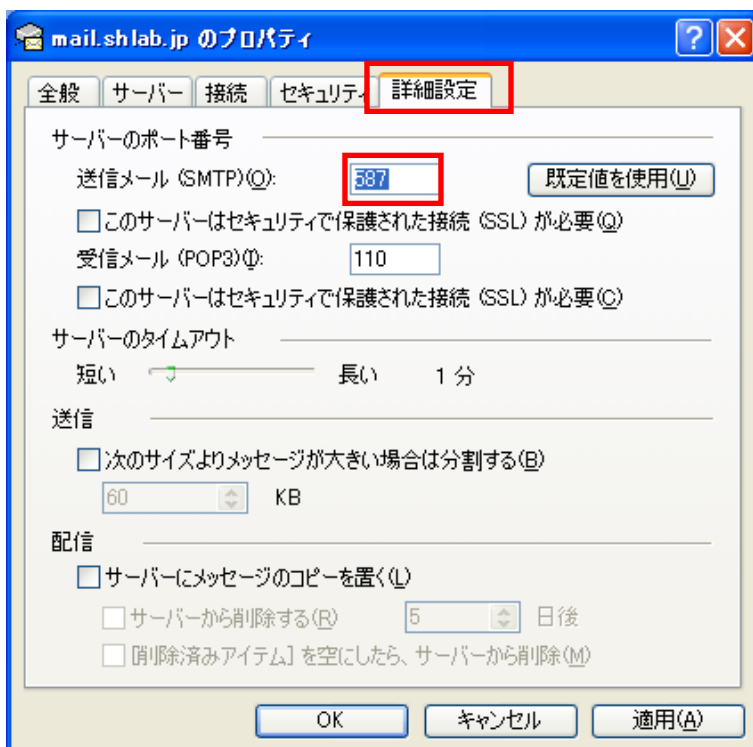 mail.shlab.jp のプロパティ
全般 サーバー 接続 セキュリティ 詳細設定
サーバーのポート番号
送信メール (SMTP)(O): 587 既定値を使用(U)
このサーバーはセキュリティで保護された接続 (SSL) が必要(Q)
受信メール (POP3)(I): 110
このサーバーはセキュリティで保護された接続 (SSL) が必要(C)
サーバーのタイムアウト
短い 長い 1 分
送信
次のサイズよりメッセージが大きい場合は分割する(B)
60 KB
配信
サーバーにメッセージのコピーを置く(L)
サーバーから削除する(R) 5 日後
[削除済みアイテム] を空にしたら、サーバーから削除(M)
OK キャンセル 適用(A)